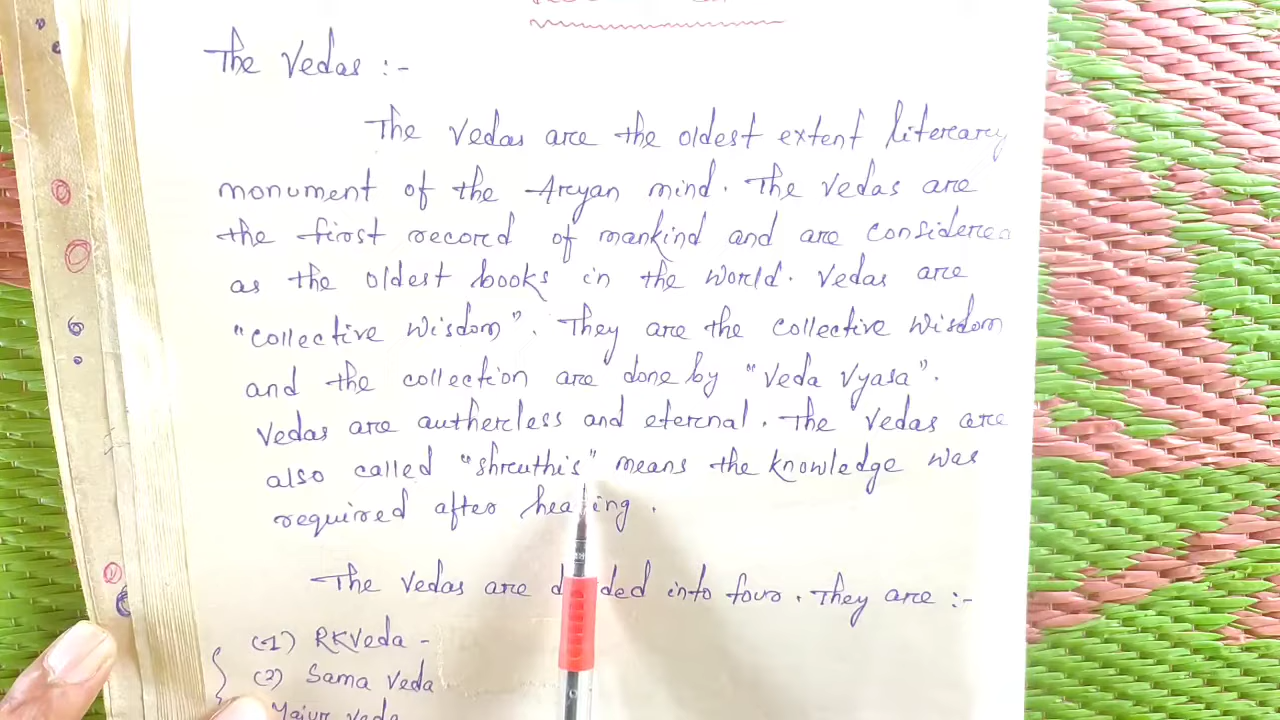 The Vedas :-
The Vedas are the oldest extent literary
monument of the Aryan mind. The Vedas are
the first record of mankind and are considered
as the oldest books in the world. Vedas are
"collective wisdom". They are the collective wisdom
and the collection are done by "Veda Vyasa".
Vedas are autherless and eternal. The Vedas are
also called "shruthi's" means the knowledge was
required after hearing.
The Vedas are divided into four. They are :-
(1) RKVeda -
(2) Sama Veda
Yajur Veda